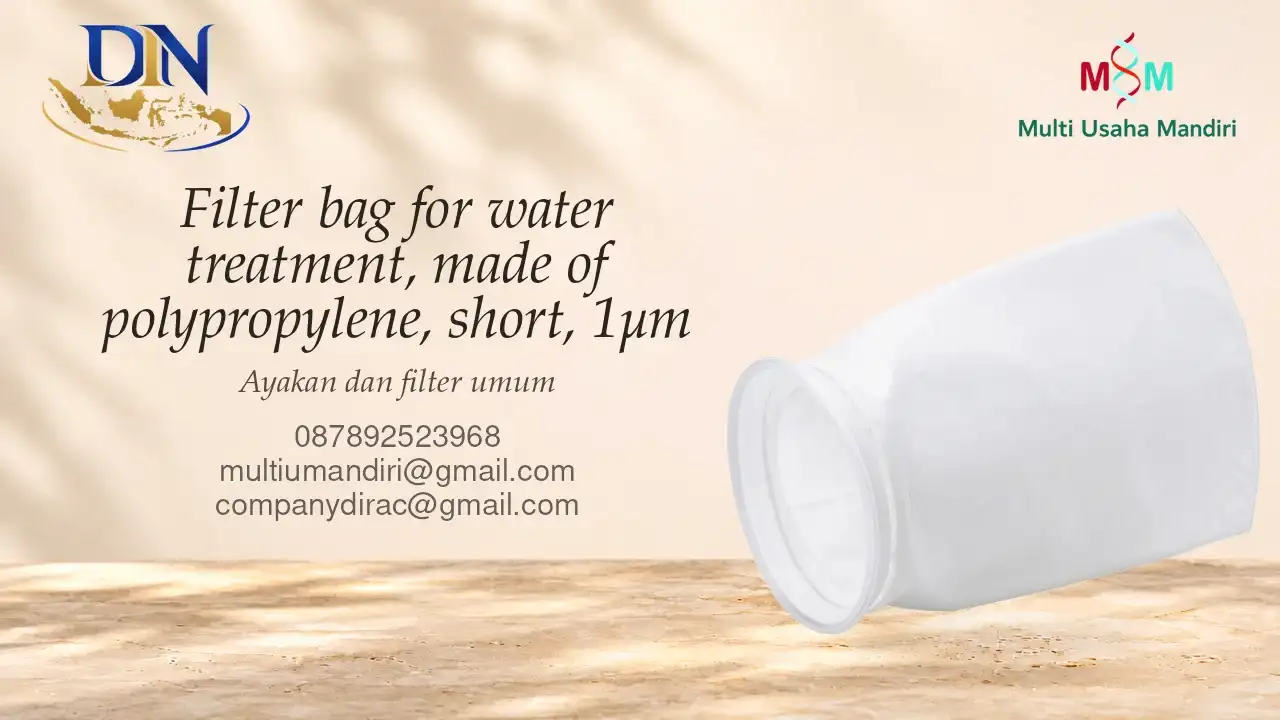 DIN
MSM
Multi Usaha Mandiri
Filter bag for water
treatment, made of
polypropylene, short, 1µm
Ayakan dan filter umum
087892523968
multiumandiri@gmail.com
companydirac@gmail.com